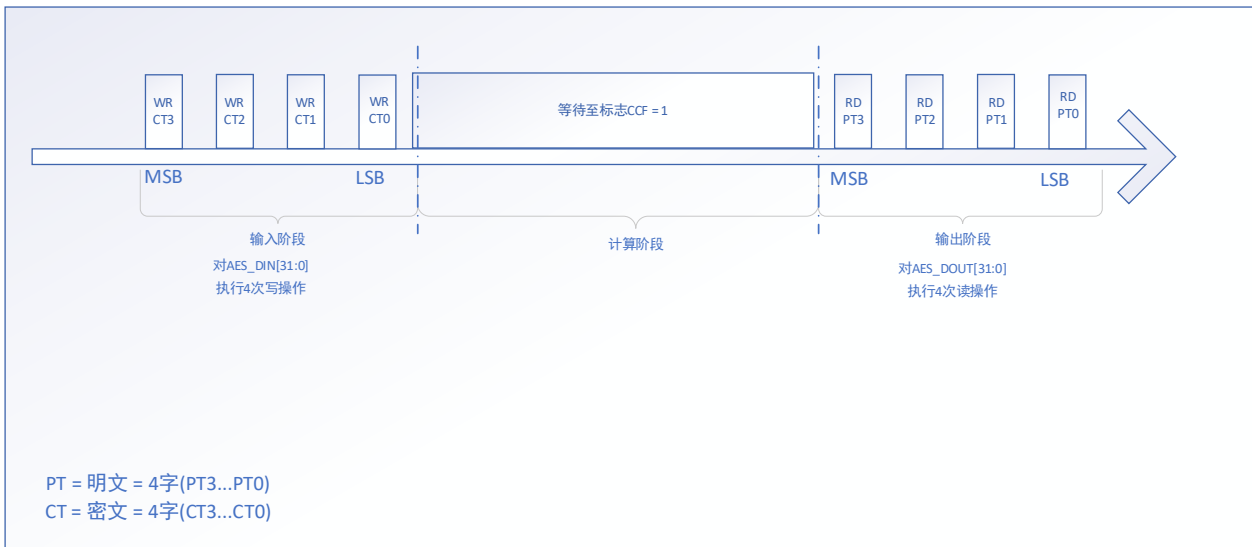 WR
CT3
WR
CT2
WR
CT1
WR
CT0
等待至标志CCF = 1
RD
PT3
RD
PT2
RD
PT1
RD
PT0
MSB
LSB
MSB
LSB
输入阶段
对AES_DIN[31:0]
执行4次写操作
计算阶段
输出阶段
对AES_DOUT[31:0]
执行4次读操作
PT = 明文 = 4字(PT3...PT0)
CT = 密文 = 4字(CT3...CT0)